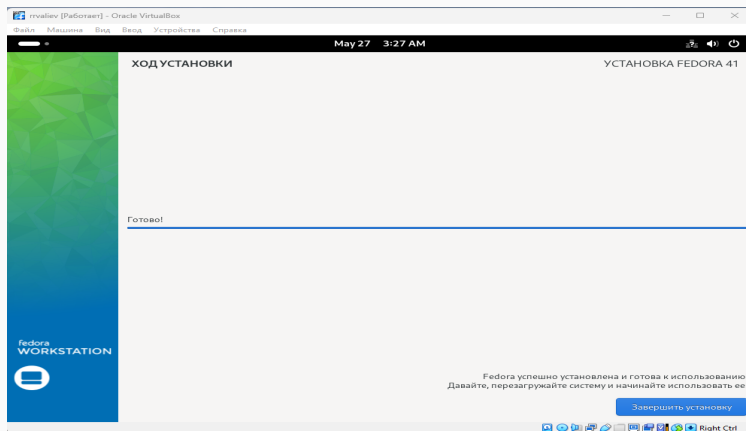 rrvaliev [Работает] - Oracle VirtualBox
Файл Машина Вид Ввод Устройства Справка
May 27 3:27 AM
ХОД УСТАНОВКИ
УСТАНОВКА FEDORA 41
Готово!
fedora
WORKSTATION
Fedora успешно установлена и готова к использованию
Давайте, перезагружайте систему и начинайте использовать ее
Завершить установку
Right Ctrl